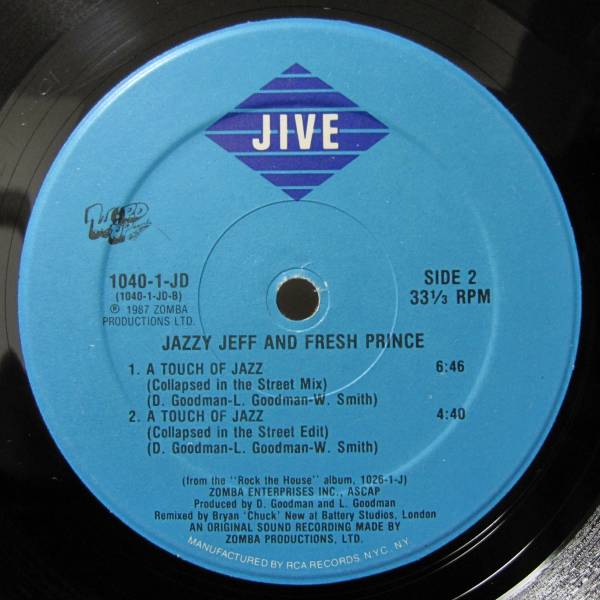 JIVE
WORD
UP
1040-1-JD
(1040-1-JD-B)
℗ 1987 ZOMBA
PRODUCTIONS LTD.
SIDE 2
33⅓ RPM
JAZZY JEFF AND FRESH PRINCE
1. A TOUCH OF JAZZ 6:46
(Collapsed in the Street Mix)
(D. Goodman-L. Goodman-W. Smith)
2. A TOUCH OF JAZZ 4:40
(Collapsed in the Street Edit)
(D. Goodman-L. Goodman-W. Smith)
(from the "Rock the House" album, 1026-1-J)
ZOMBA ENTERPRISES INC., ASCAP
Produced by D. Goodman and L. Goodman
Remixed by Bryan 'Chuck' New at Battery Studios, London
AN ORIGINAL SOUND RECORDING MADE BY
ZOMBA PRODUCTIONS, LTD.
MANUFACTURED BY RCA RECORDS, N.Y.C., N.Y.